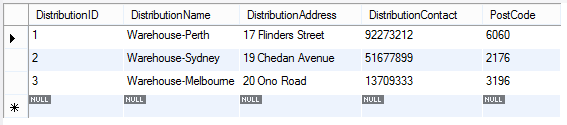 DistributionID DistributionName DistributionAddress DistributionContact PostCode
1 Warehouse-Perth 17 Flinders Street 92273212 6060
2 Warehouse-Sydney 19 Chedan Avenue 51677899 2176
3 Warehouse-Melbourne 20 Ono Road 13709333 3196
NULL NULL NULL NULL NULL